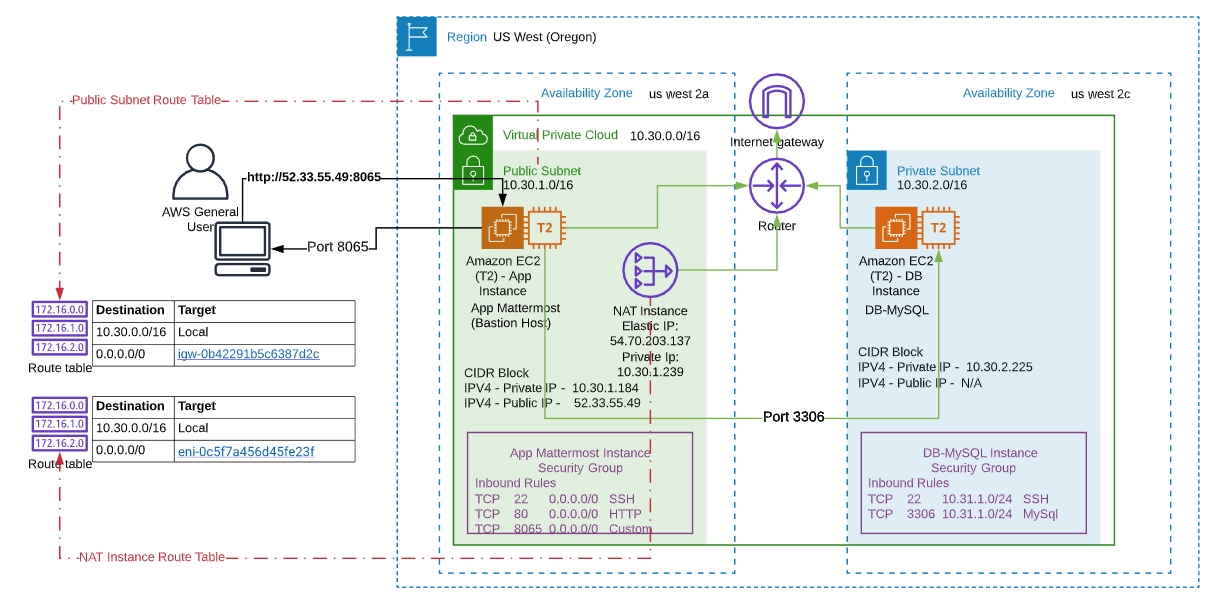 Region US West (Oregon)
Availability Zone us west 2a
Availability Zone us west 2c
Public Subnet Route Table
Virtual Private Cloud 10.30.0.0/16
Internet gateway
Public Subnet
10.30.1.0/16
Private Subnet
10.30.2.0/16
http://52.33.55.49:8065
AWS General
User
Port 8065
T2
Router
T2
Amazon EC2
(T2) - App
Instance
App Mattermost
(Bastion Host)
NAT Instance
Elastic IP:
54.70.203.137
Private Ip:
10.30.1.239
Amazon EC2
(T2) - DB
Instance
DB-MySQL
172.16.0.0
172.16.1.0
172.16.2.0
Route table
Destination Target
10.30.0.0/16 Local
0.0.0.0/0 igw-0b42291b5c6387d2c
CIDR Block
IPV4 - Private IP - 10.30.1.184
IPV4 - Public IP - 52.33.55.49
CIDR Block
IPV4 - Private IP - 10.30.2.225
IPV4 - Public IP - N/A
172.16.0.0
172.16.1.0
172.16.2.0
Route table
Destination Target
10.30.0.0/16 Local
0.0.0.0/0 eni-0c5f7a456d45fe23f
Port 3306
App Mattermost Instance
Security Group
Inbound Rules
TCP 22 0.0.0.0/0 SSH
TCP 80 0.0.0.0/0 HTTP
TCP 8065 0.0.0.0/0 Custom
DB-MySQL Instance
Security Group
Inbound Rules
TCP 22 10.31.1.0/24 SSH
TCP 3306 10.31.1.0/24 MySql
NAT Instance Route Table